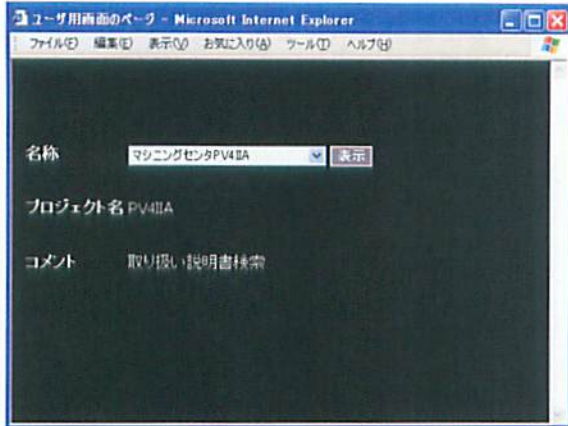 ユーザ用画面のページ - Microsoft Internet Explorer
ファイル(F) 編集(E) 表示(V) お気に入り(A) ツール(T) ヘルプ(H)
名称 マシニングセンタPV4ⅡA 表示
プロジェクト名 PV4ⅡA
コメント 取り扱い説明書検索